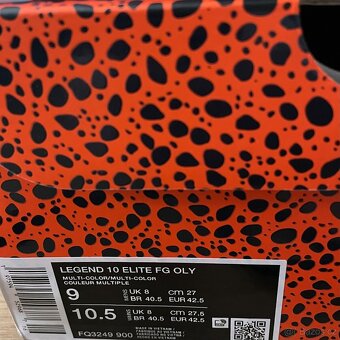 LEGEND 10 ELITE FG OLY
MULTI-COLOR/MULTI-COLOR
COULEUR MULTIPLE
9 UK 8 CM 27
BR 40.5 EUR 42.5
10.5 UK 8 CM 27.5
BR 40.5 EUR 42.5
FQ3249 900